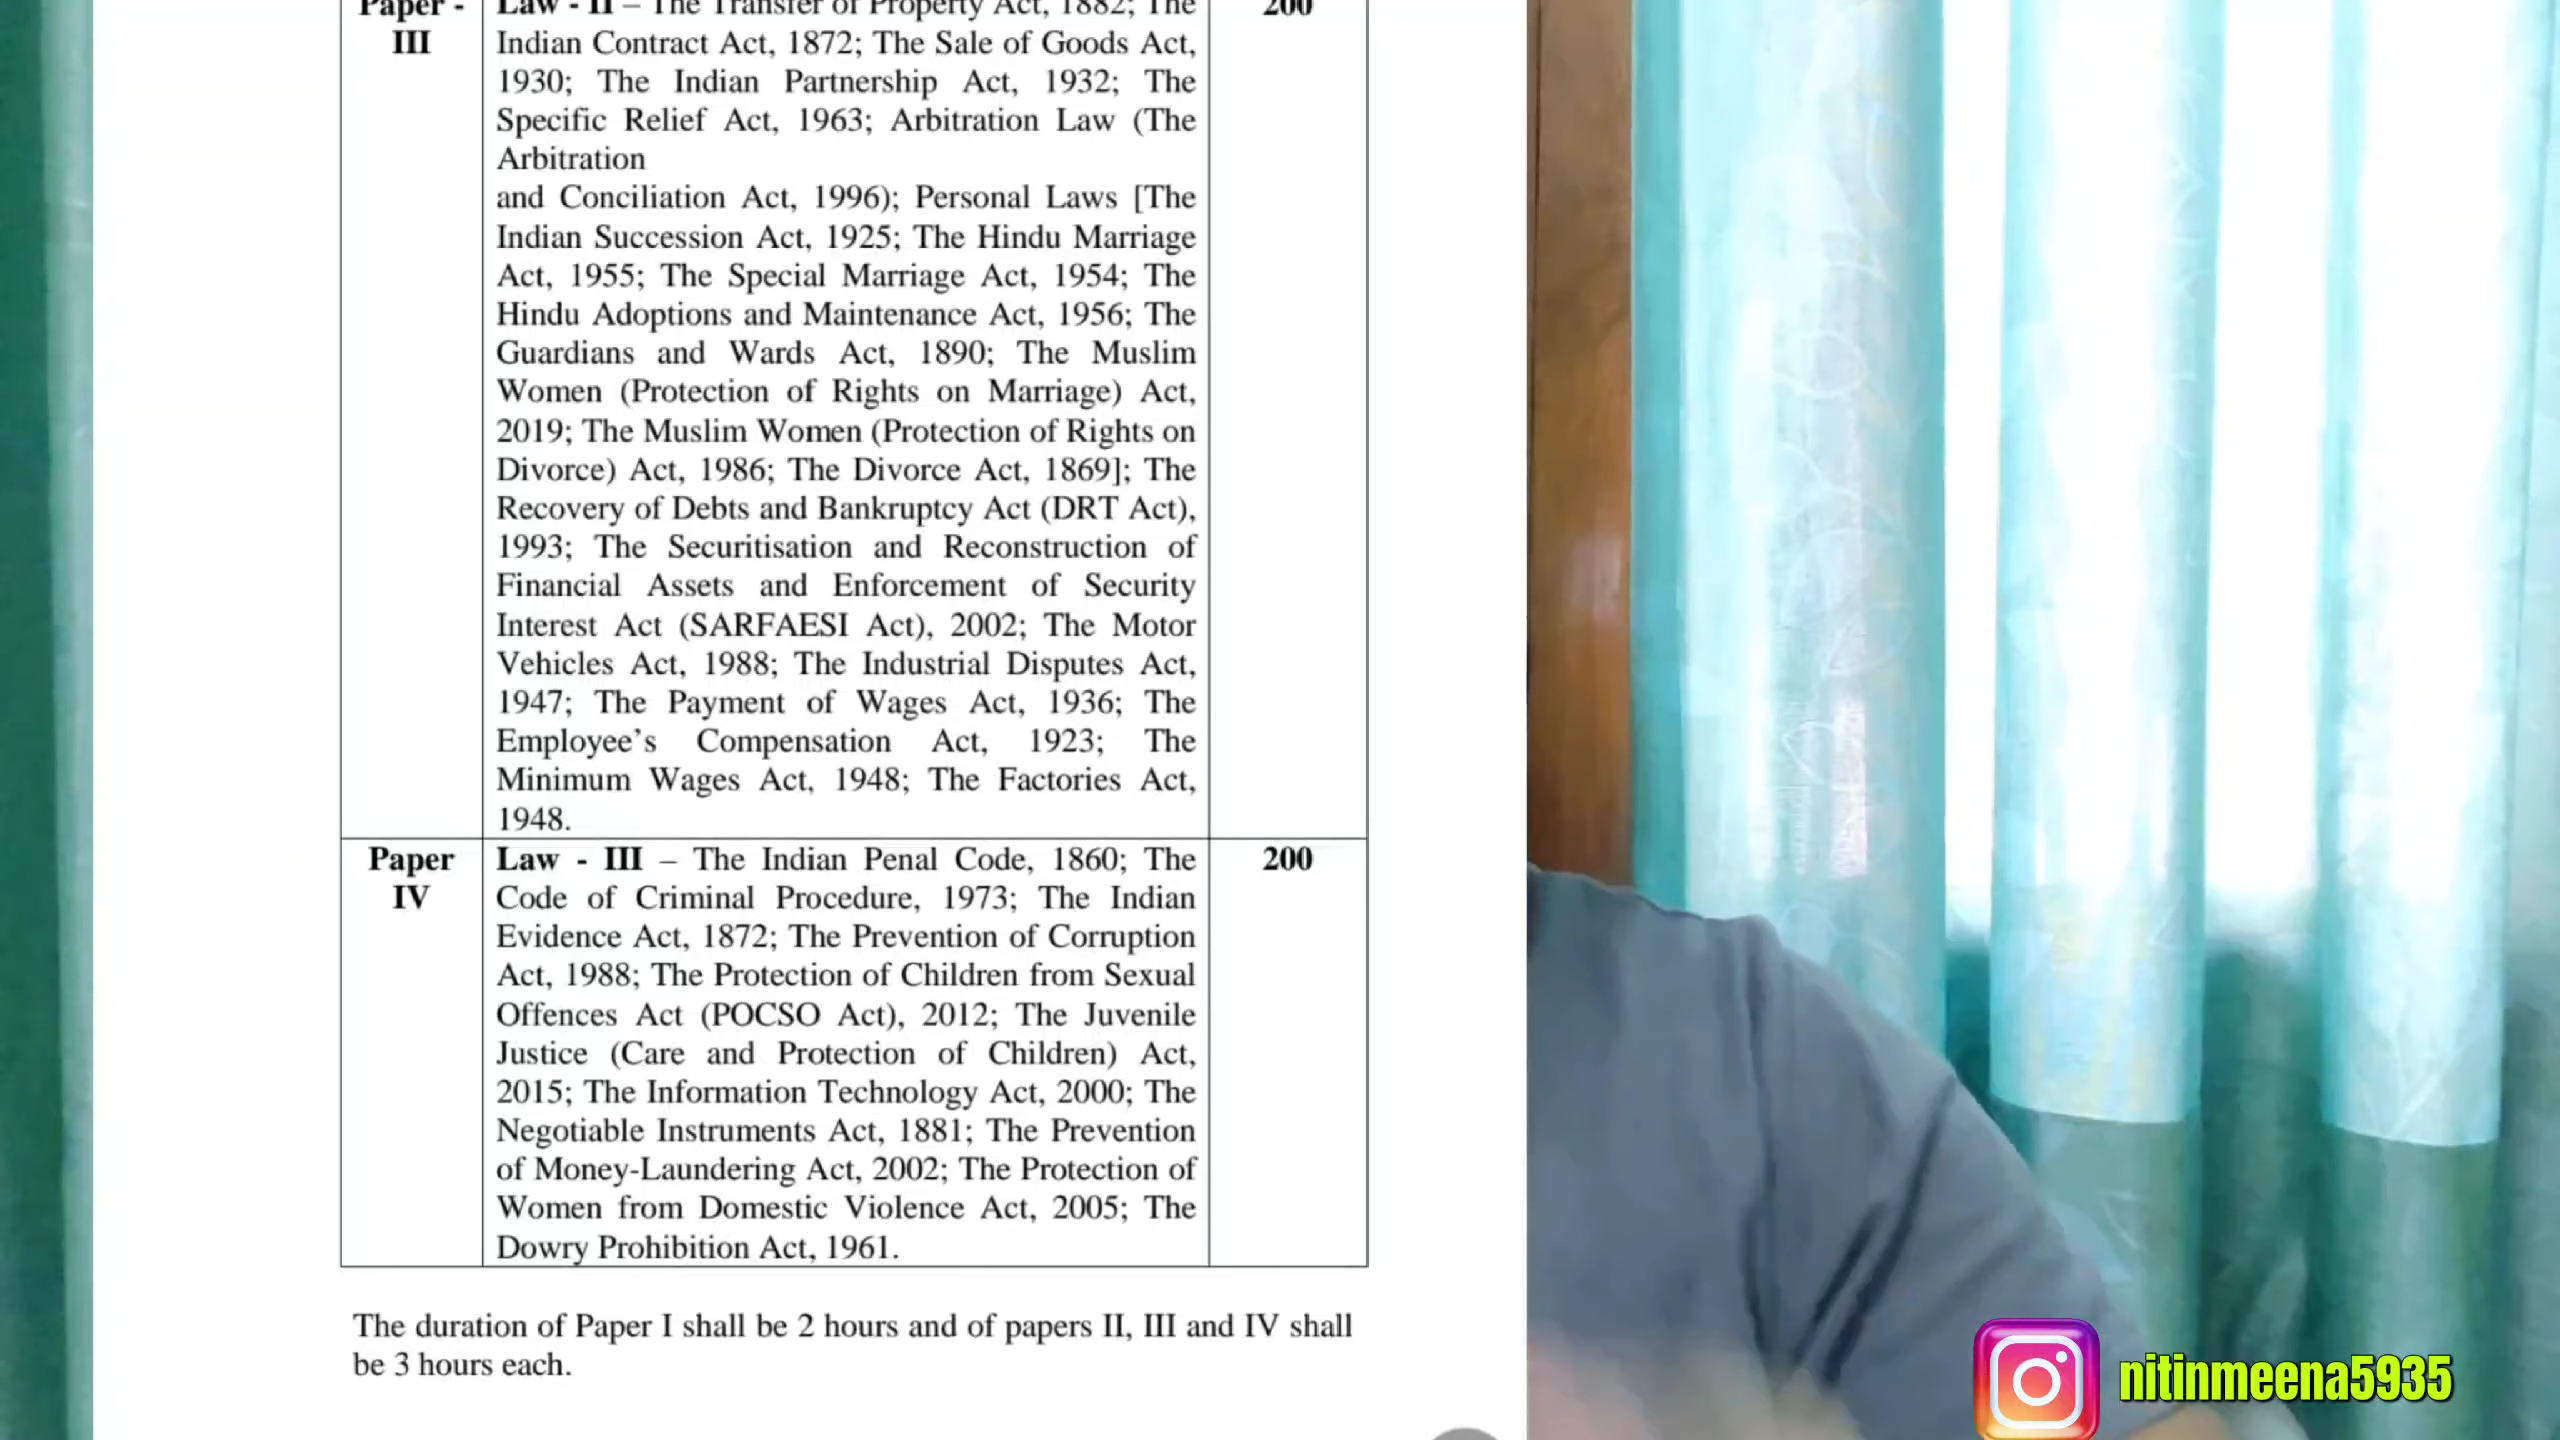 Paper - Law - II – The Transfer of Property Act, 1882; The 200
III Indian Contract Act, 1872; The Sale of Goods Act,
1930; The Indian Partnership Act, 1932; The
Specific Relief Act, 1963; Arbitration Law (The
Arbitration
and Conciliation Act, 1996); Personal Laws [The
Indian Succession Act, 1925; The Hindu Marriage
Act, 1955; The Special Marriage Act, 1954; The
Hindu Adoptions and Maintenance Act, 1956; The
Guardians and Wards Act, 1890; The Muslim
Women (Protection of Rights on Marriage) Act,
2019; The Muslim Women (Protection of Rights on
Divorce) Act, 1986; The Divorce Act, 1869]; The
Recovery of Debts and Bankruptcy Act (DRT Act),
1993; The Securitisation and Reconstruction of
Financial Assets and Enforcement of Security
Interest Act (SARFAESI Act), 2002; The Motor
Vehicles Act, 1988; The Industrial Disputes Act,
1947; The Payment of Wages Act, 1936; The
Employee’s Compensation Act, 1923; The
Minimum Wages Act, 1948; The Factories Act,
1948.
Paper Law - III – The Indian Penal Code, 1860; The 200
IV Code of Criminal Procedure, 1973; The Indian
Evidence Act, 1872; The Prevention of Corruption
Act, 1988; The Protection of Children from Sexual
Offences Act (POCSO Act), 2012; The Juvenile
Justice (Care and Protection of Children) Act,
2015; The Information Technology Act, 2000; The
Negotiable Instruments Act, 1881; The Prevention
of Money-Laundering Act, 2002; The Protection of
Women from Domestic Violence Act, 2005; The
Dowry Prohibition Act, 1961.
The duration of Paper I shall be 2 hours and of papers II, III and IV shall
be 3 hours each.
nitinmeena5935